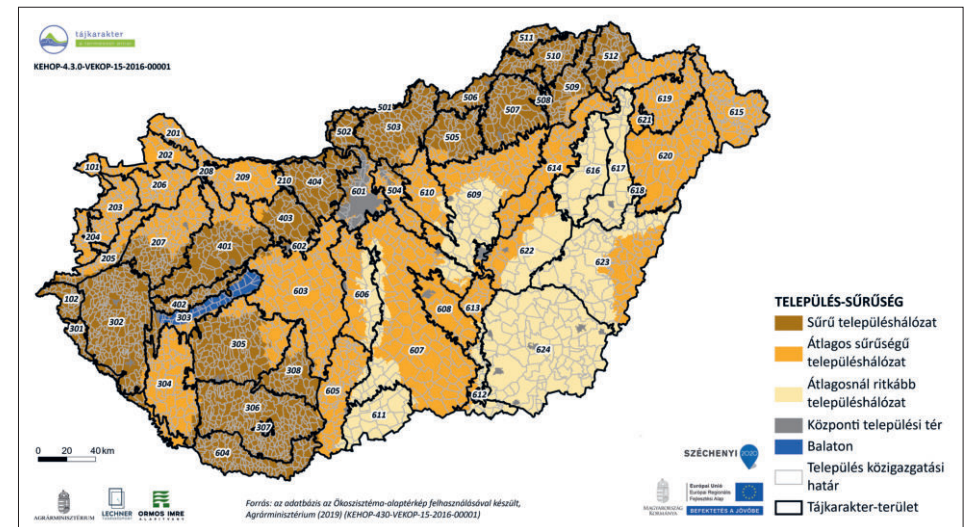 tájkarakter
KEHOP-4.3.0-VEKOP-15-2016-00001
511
510
512
509
501
506
508
502
503
507
505
619
621
615
201
202
101
208
206
209
210
404
601
504
610
609
614
616
617
620
618
203
204
207
205
403
602
401
402
303
102
301
302
603
606
622
623
608
613
304
305
308
607
624
605
611
612
306
307
604
TELEPÜLÉS-SŰRŰSÉG
Sűrű településhálózat
Átlagos sűrűségű
településhálózat
Átlagosnál ritkább
településhálózat
Központi települési tér
Balaton
Település közigazgatási
határ
Tájkarakter-terület
0 20 40 km
SZÉCHENYI 2020
Európai Unió
Európai Regionális
Fejlesztési Alap
MAGYARORSZÁG
KORMÁNYA
BEFEKTETÉS A JÖVŐBE
AGRÁRMINISZTÉRIUM
LECHNER
TUDÁSKÖZPONT
ORMOS IMRE
ALAPÍTVÁNY
Forrás: az adatbázis az Ökoszisztéma-alaptérkép felhasználásával készült,
Agrárminisztérium (2019) (KEHOP-430-VEKOP-15-2016-00001)